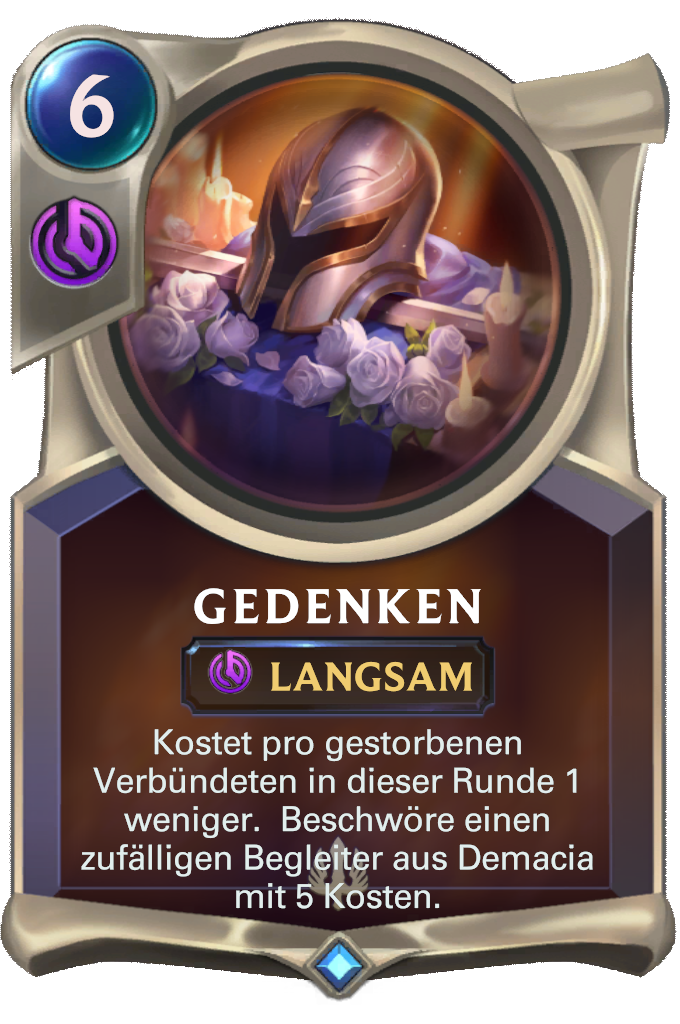 6
GEDENKEN
LANGSAM
Kostet pro gestorbenen
Verbündeten in dieser Runde 1
weniger.  Beschwöre einen
zufälligen Begleiter aus Demacia
mit 5 Kosten.